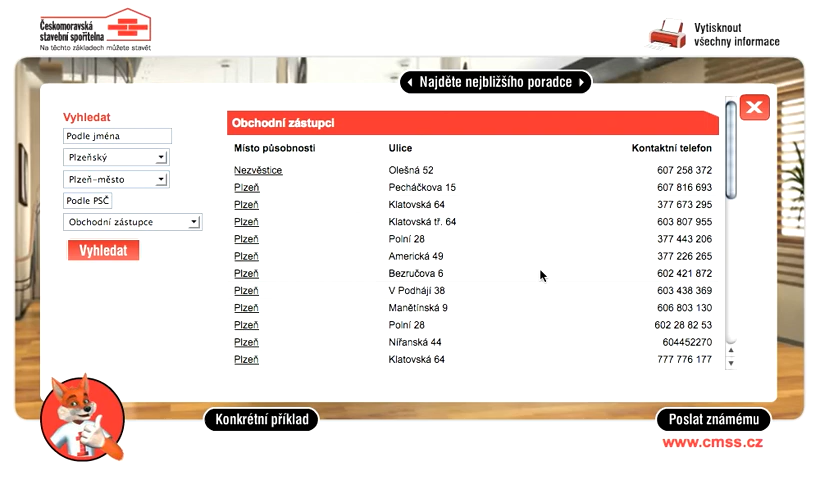 Českomoravská
stavební spořitelna
Na těchto základech můžete stavět
Vytisknout
všechny informace
Najděte nejbližšího poradce
Vyhledat
Podle jména
Plzeňský
Plzeň-město
Podle PSČ
Obchodní zástupce
Vyhledat
Obchodní zástupci
Místo působnosti Ulice Kontaktní telefon
Nezvěstice Olešná 52 607 258 372
Plzeň Pecháčkova 15 607 816 693
Plzeň Klatovská 64 377 673 295
Plzeň Klatovská tř. 64 603 807 955
Plzeň Polní 28 377 443 206
Plzeň Americká 49 377 226 265
Plzeň Bezručova 6 602 421 872
Plzeň V Podhájí 38 603 438 369
Plzeň Manětínská 9 606 803 130
Plzeň Polní 28 602 28 82 53
Plzeň Nířanská 44 604452270
Plzeň Klatovská 64 777 776 177
Konkrétní příklad
Poslat známému
www.cmss.cz